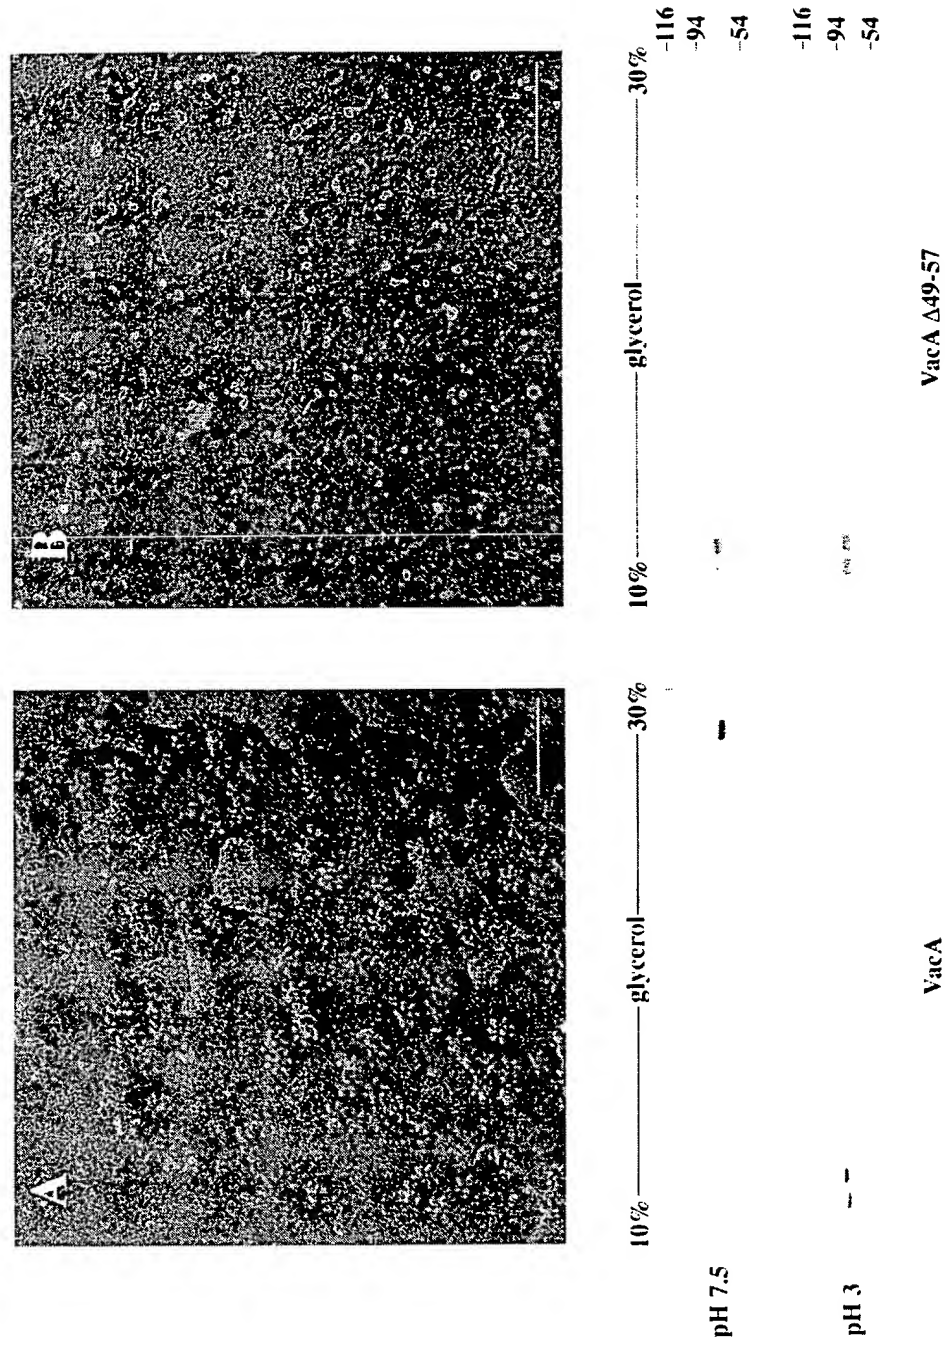 A
B
10% glycerol 30%
10% glycerol 30%
pH 7.5
-116
-94
-54
pH 3
-116
-94
-54
VacA
VacA Δ49-57